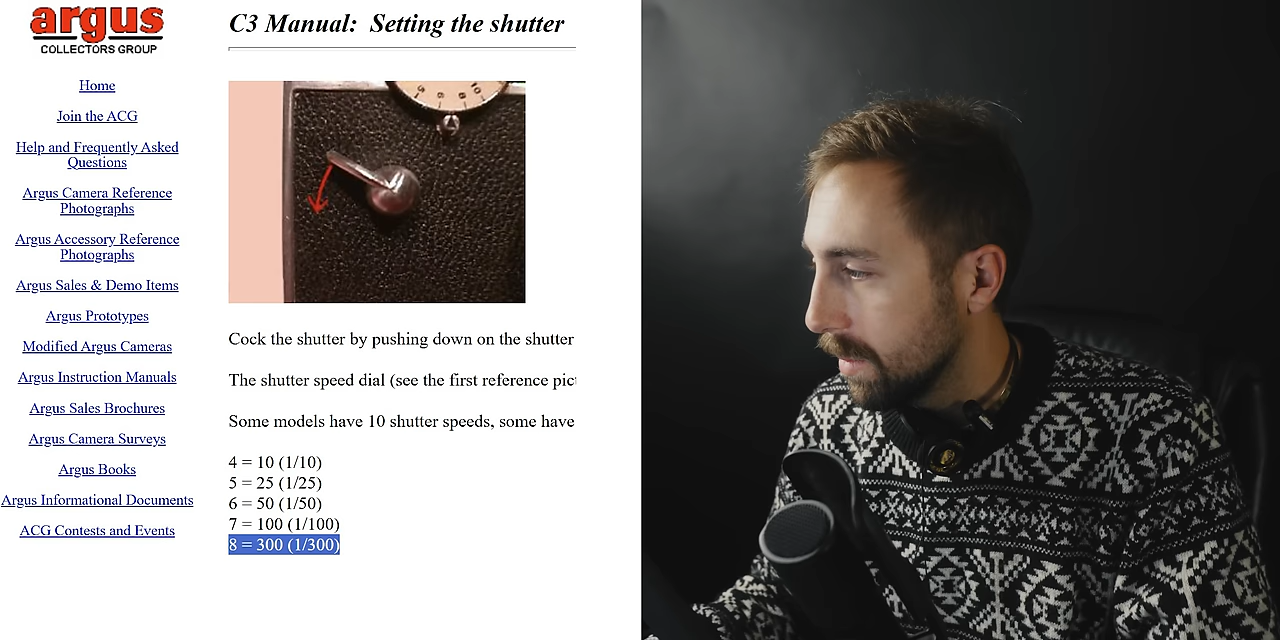 argus
COLLECTORS GROUP
Home
Join the ACG
Help and Frequently Asked
Questions
Argus Camera Reference
Photographs
Argus Accessory Reference
Photographs
Argus Sales & Demo Items
Argus Prototypes
Modified Argus Cameras
Argus Instruction Manuals
Argus Sales Brochures
Argus Camera Surveys
Argus Books
Argus Informational Documents
ACG Contests and Events
C3 Manual: Setting the shutter
5 6 8 10
Cock the shutter by pushing down on the shutter
The shutter speed dial (see the first reference pic
Some models have 10 shutter speeds, some have
4 = 10 (1/10)
5 = 25 (1/25)
6 = 50 (1/50)
7 = 100 (1/100)
8 = 300 (1/300)